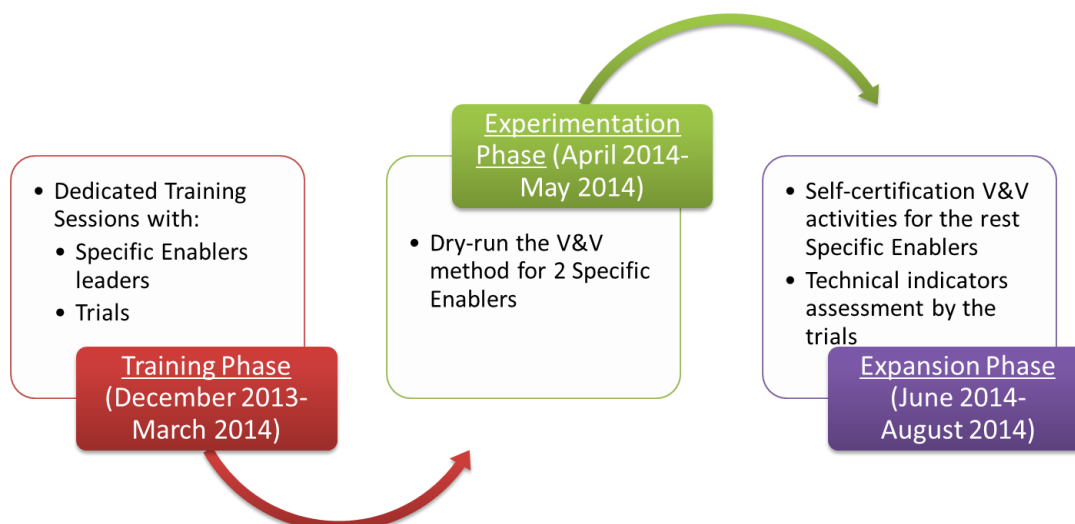 • Dedicated Training
Sessions with:
• Specific Enablers
leaders
• Trials
Training Phase
(December 2013-
March 2014)
Experimentation
Phase (April 2014-
May 2014)
• Dry-run the V&V
method for 2 Specific
Enablers
• Self-certification V&V
activities for the rest
Specific Enablers
• Technical indicators
assessment by the
trials
Expansion Phase
(June 2014-
August 2014)